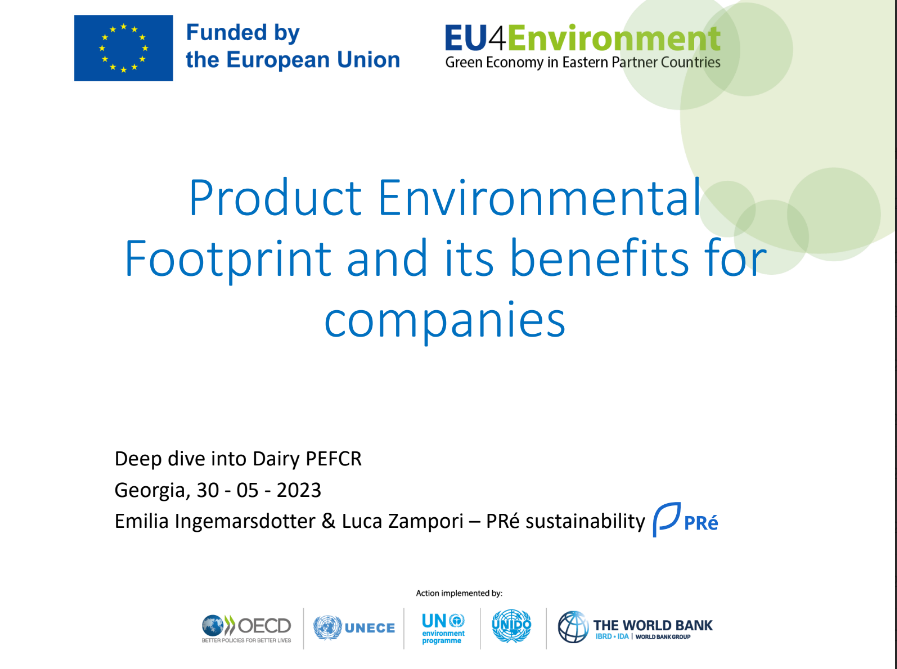 Funded by
the European Union
EU4Environment
Green Economy in Eastern Partner Countries
Product Environmental
Footprint and its benefits for
companies
Deep dive into Dairy PEFCR
Georgia, 30 - 05 - 2023
Emilia Ingemarsdotter & Luca Zampori – PRé sustainability
PRé
Action implemented by:
OECD
BETTER POLICIES FOR BETTER LIVES
UNECE
UN
environment
programme
UNIDO
THE WORLD BANK
IBRD • IDA | WORLD BANK GROUP